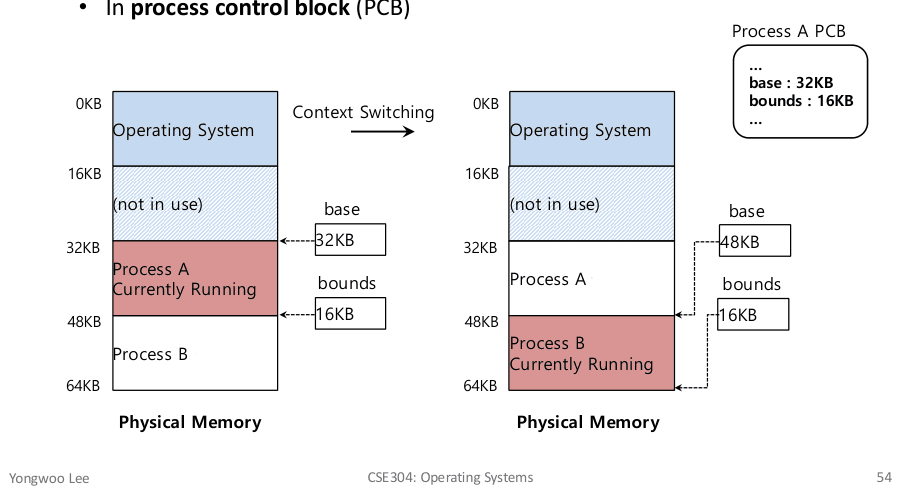 • In process control block (PCB)
Process A PCB
...
base : 32KB
bounds : 16KB
...
0KB
Operating System
16KB
(not in use)
32KB
Process A
Currently Running
48KB
Process B
64KB
Physical Memory
base
32KB
bounds
16KB
Context Switching
0KB
Operating System
16KB
(not in use)
32KB
Process A
48KB
Process B
Currently Running
64KB
Physical Memory
base
48KB
bounds
16KB
Yongwoo Lee
CSE304: Operating Systems
54